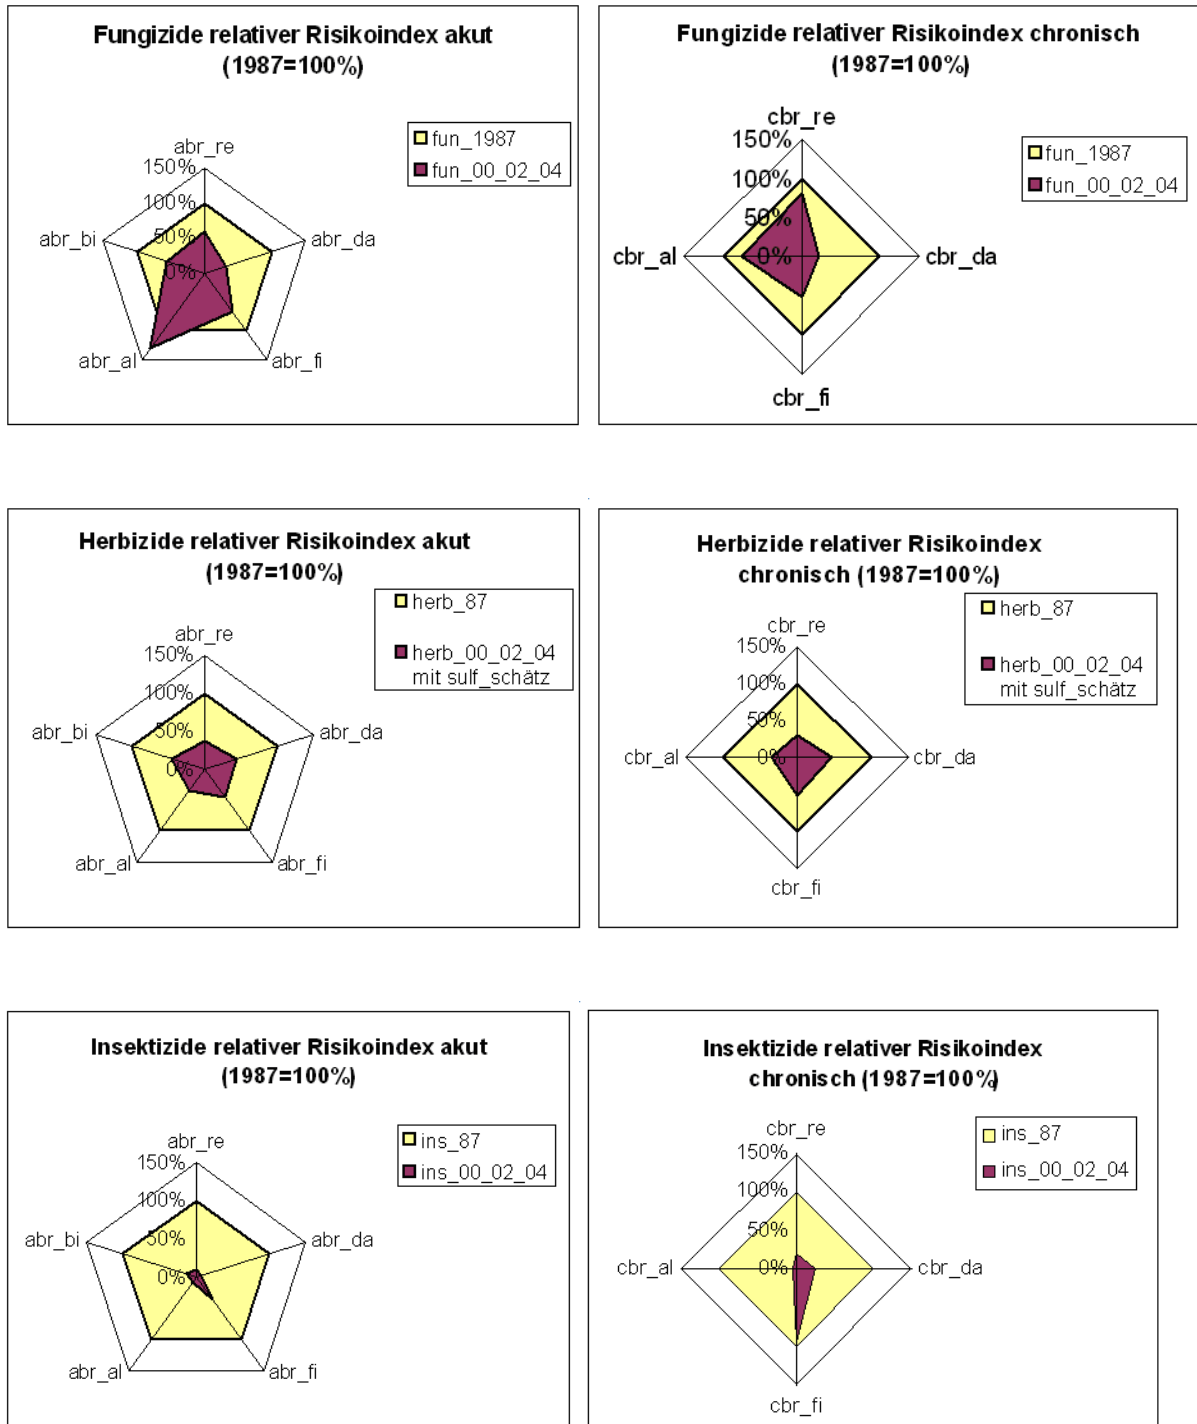 Fungizide relativer Risikoindex akut
(1987=100%)
fun_1987
fun_00_02_04
abr_re
150%
100%
50%
0%
abr_bi
abr_da
abr_al
abr_fi
Fungizide relativer Risikoindex chronisch
(1987=100%)
fun_1987
fun_00_02_04
cbr_re
150%
100%
50%
0%
cbr_al
cbr_da
cbr_fi
Herbizide relativer Risikoindex akut
(1987=100%)
herb_87
herb_00_02_04
mit sulf_schätz
abr_re
150%
100%
50%
0%
abr_bi
abr_da
abr_al
abr_fi
Herbizide relativer Risikoindex
chronisch (1987=100%)
herb_87
herb_00_02_04
mit sulf_schätz
cbr_re
150%
100%
50%
0%
cbr_al
cbr_da
cbr_fi
Insektizide relativer Risikoindex akut
(1987=100%)
ins_87
ins_00_02_04
abr_re
150%
100%
50%
0%
abr_bi
abr_da
abr_al
abr_fi
Insektizide relativer Risikoindex
chronisch (1987=100%)
ins_87
ins_00_02_04
cbr_re
150%
100%
50%
0%
cbr_al
cbr_da
cbr_fi